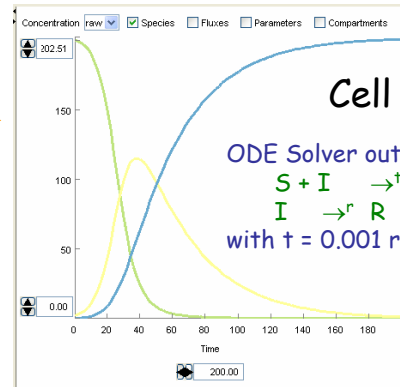 Concentration raw Species Fluxes Parameters Compartments
202.51
150
100
50
0.00
0 20 40 60 80 100 120 140 160 180
Time
200.00
Cell
ODE Solver out
S + I →t
I →r R
with t = 0.001 r